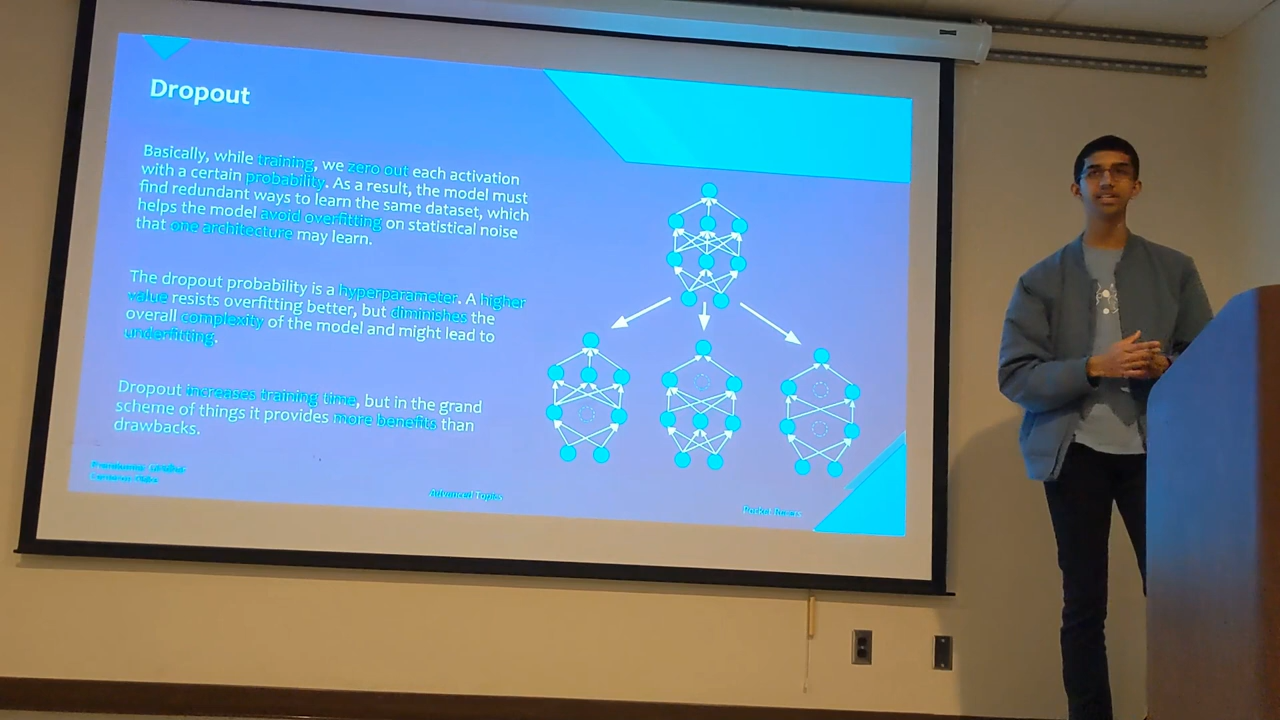 Dropout
Basically, while training, we zero out each activation
with a certain probability. As a result, the model must
find redundant ways to learn the same dataset, which
helps the model avoid overfitting on statistical noise
that one architecture may learn.
The dropout probability is a hyperparameter. A higher
value resists overfitting better, but diminishes the
overall complexity of the model and might lead to
underfitting.
Dropout increases training time, but in the grand
scheme of things it provides more benefits than
drawbacks.
Advanced Topics